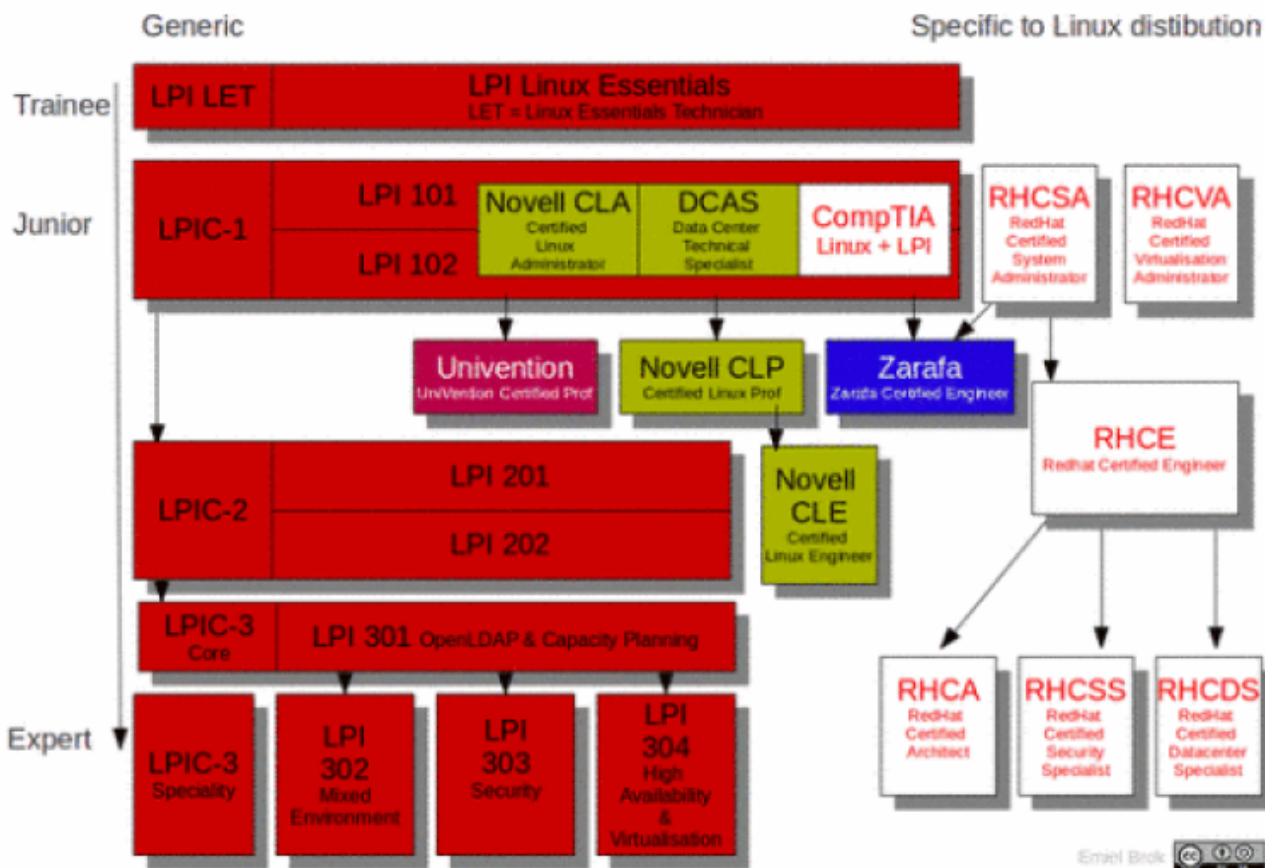 Generic
Specific to Linux distibution
Trainee
LPI LET
LPI Linux Essentials
LET = Linux Essentials Technician
Junior
LPIC-1
LPI 101
LPI 102
Novell CLA
Certified
Linux
Administrator
DCAS
Data Center
Technical
Specialist
CompTIA
Linux + LPI
RHCSA
RedHat
Certified
System
Administrator
RHCVA
RedHat
Certified
Virtualisation
Administrator
Univention
UniVention Certified Prof
Novell CLP
Certified Linux Prof
Zarafa
Zarafa Certified Engineer
RHCE
Redhat Certified Engineer
LPIC-2
LPI 201
LPI 202
Novell
CLE
Certified
Linux Engineer
LPIC-3
Core
LPI 301 OpenLDAP & Capacity Planning
Expert
LPIC-3
Speciality
LPI
302
Mixed
Environment
LPI
303
Security
LPI
304
High
Availability
&
Virtualisation
RHCA
RedHat
Certified
Architect
RHCSS
RedHat
Certified
Security
Specialist
RHCDS
RedHat
Certified
Datacenter
Specialist
Emiel Brok
cc